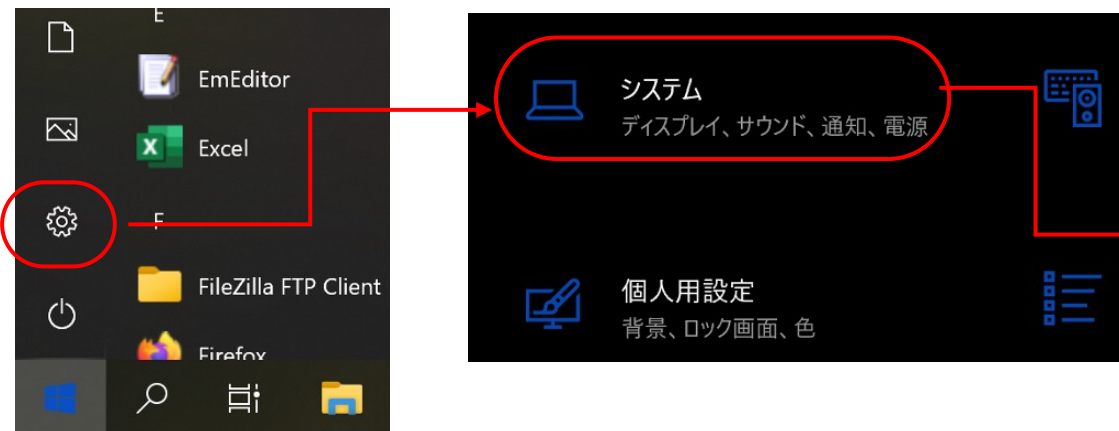 E
EmEditor
Excel
F
FileZilla FTP Client
Firefox
システム
ディスプレイ、サウンド、通知、電源
個人用設定
背景、ロック画面、色